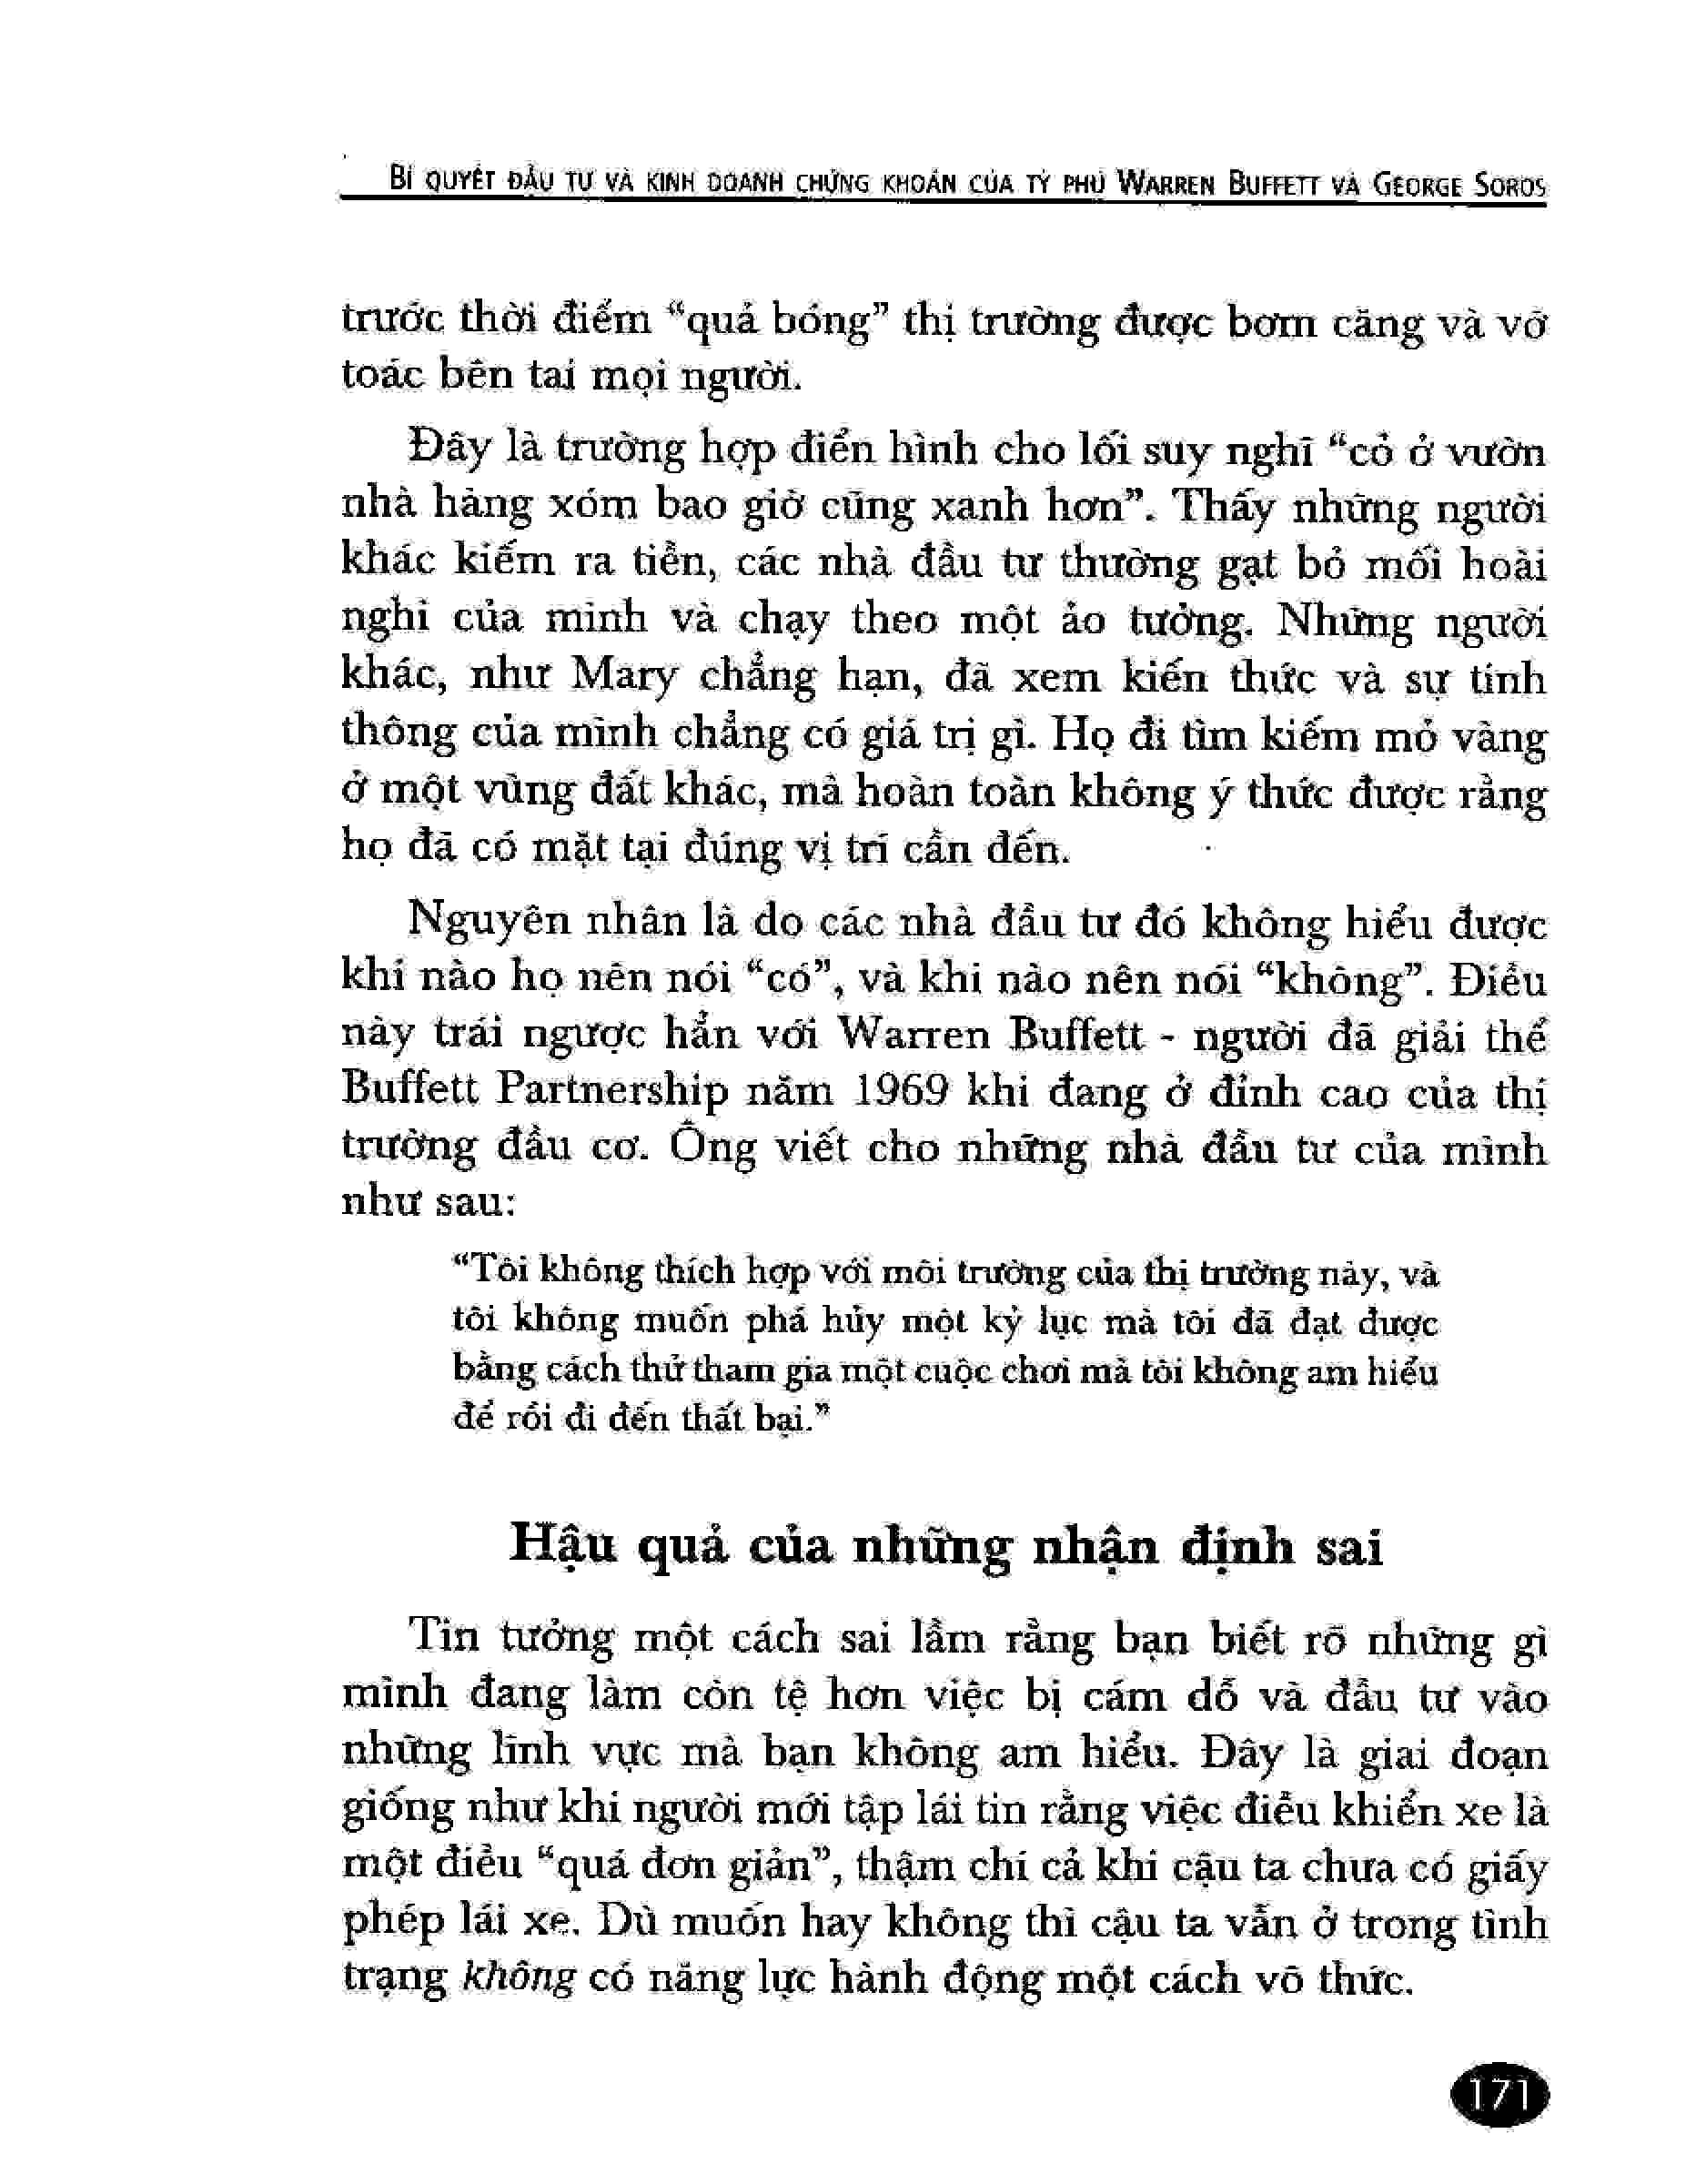 BÍ QUYẾT ĐẦU TƯ VÀ KINH DOANH CHỨNG KHOÁN CỦA TỶ PHÚ WARREN BUFFETT VÀ GEORGE SOROS
trước thời điểm “quả bóng” thị trường được bơm căng và vỡ
toác bên tai mọi người.
Đây là trường hợp điển hình cho lối suy nghĩ “cỏ ở vườn
nhà hàng xóm bao giờ cũng xanh hơn”. Thấy những người
khác kiếm ra tiền, các nhà đầu tư thường gạt bỏ mối hoài
nghi của mình và chạy theo một ảo tưởng. Những người
khác, như Mary chẳng hạn, đã xem kiến thức và sự tinh
thông của mình chẳng có giá trị gì. Họ đi tìm kiếm mỏ vàng
ở một vùng đất khác, mà hoàn toàn không ý thức được rằng
họ đã có mặt tại đúng vị trí cần đến.
Nguyên nhân là do các nhà đầu tư đó không hiểu được
khi nào họ nên nói “có”, và khi nào nên nói “không”. Điều
này trái ngược hẳn với Warren Buffett - người đã giải thể
Buffett Partnership năm 1969 khi đang ở đỉnh cao của thị
trường đầu cơ. Ông viết cho những nhà đầu tư của mình
như sau:
“Tôi không thích hợp với môi trường của thị trường này, và
tôi không muốn phá hủy một kỷ lục mà tôi đã đạt được
bằng cách thử tham gia một cuộc chơi mà tôi không am hiểu
để rồi đi đến thất bại.”
Hậu quả của những nhận định sai
Tin tưởng một cách sai lầm rằng bạn biết rõ những gì
mình đang làm còn tệ hơn việc bị cám dỗ và đầu tư vào
những lĩnh vực mà bạn không am hiểu. Đây là giai đoạn
giống như khi người mới tập lái tin rằng việc điều khiển xe là
một điều “quá đơn giản”, thậm chí cả khi cậu ta chưa có giấy
phép lái xe. Dù muốn hay không thì cậu ta vẫn ở trong tình
trạng không có năng lực hành động một cách vô thức.
171